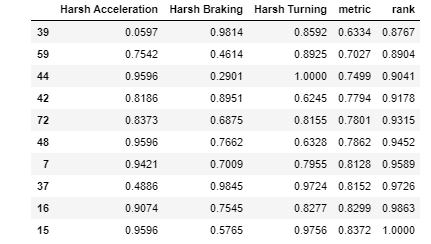 Harsh Acceleration Harsh Braking Harsh Turning metric rank
39 0.0597 0.9814 0.8592 0.6334 0.8767
59 0.7542 0.4614 0.8925 0.7027 0.8904
44 0.9596 0.2901 1.0000 0.7499 0.9041
42 0.8186 0.8951 0.6245 0.7794 0.9178
72 0.8373 0.6875 0.8155 0.7801 0.9315
48 0.9596 0.7662 0.6328 0.7862 0.9452
7 0.9421 0.7009 0.7955 0.8128 0.9589
37 0.4886 0.9845 0.9724 0.8152 0.9726
16 0.9074 0.7545 0.8277 0.8299 0.9863
15 0.9596 0.5765 0.9756 0.8372 1.0000